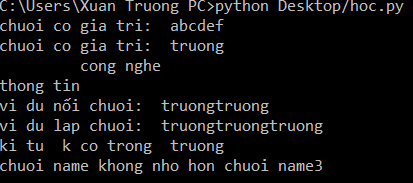 C:\Users\Xuan Truong PC>python Desktop/hoc.py
chuoi co gia tri:  abcdef
chuoi co gia tri:  truong
          cong nghe
thong tin
vi du nối chuoi:  truongtruong
vi du lap chuoi:  truongtruongtruong
ki tu  k co trong  truong
chuoi name khong nho hon chuoi name3